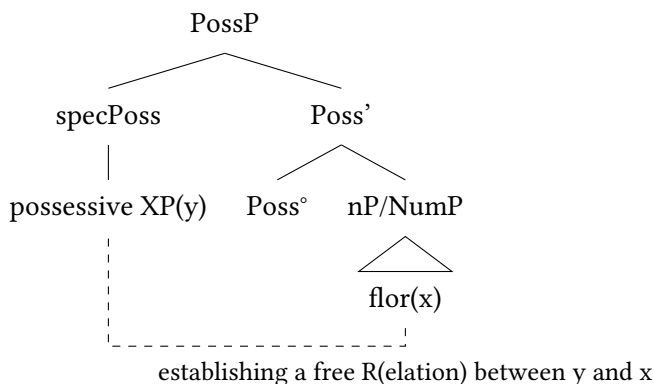 PossP
specPoss Poss’
possessive XP(y) Poss° nP/NumP
flor(x)
establishing a free R(elation) between y and x